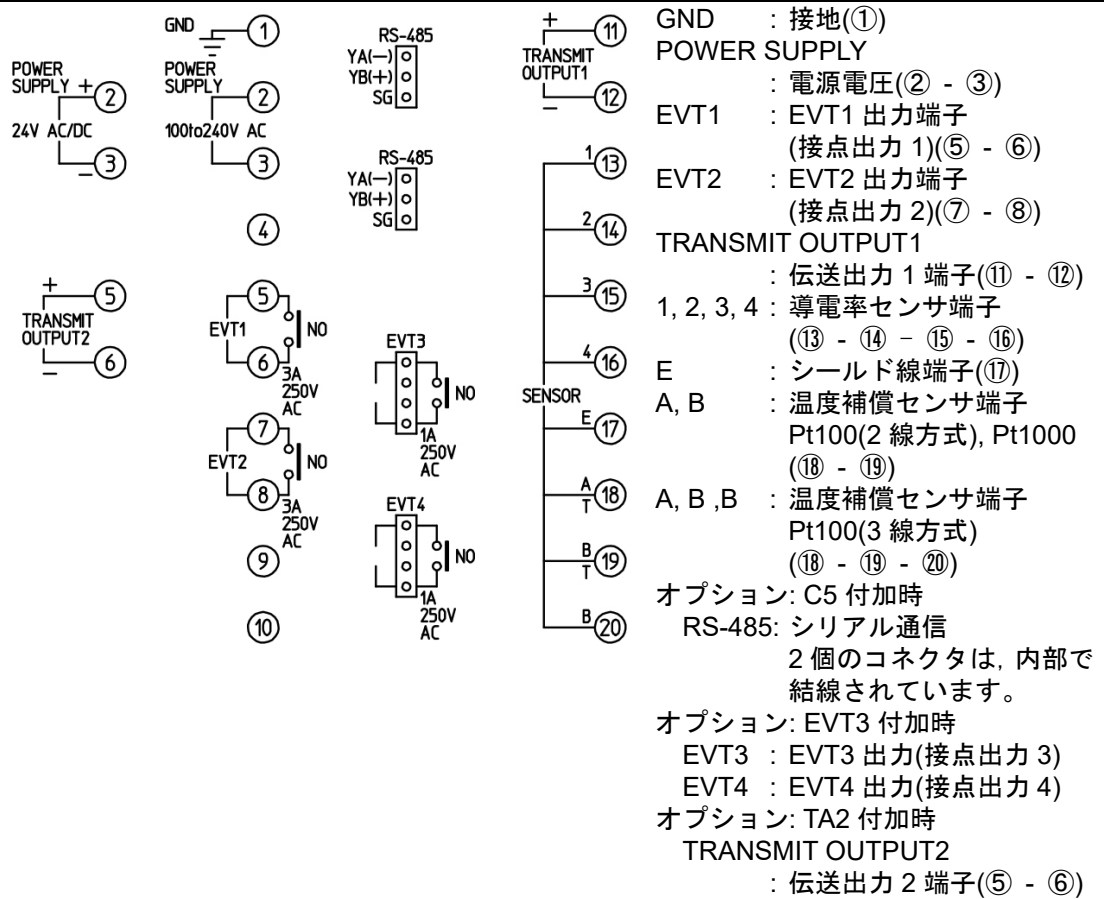 GND
①
RS-485
YA(−)
YB(+)
SG
POWER
SUPPLY +
②
24V AC/DC
− ③
POWER
SUPPLY
②
100to240V AC
③
RS-485
YA(−)
YB(+)
SG
④
+
⑤
TRANSMIT
OUTPUT2
⑥
−
⑤
EVT1
NO
⑥
3A
250V
AC
⑦
EVT2
NO
⑧
3A
250V
AC
⑨
⑩
EVT3
NO
1A
250V
AC
EVT4
NO
1A
250V
AC
+
⑪
TRANSMIT
OUTPUT1
⑫
−
1 ⑬
2 ⑭
3 ⑮
4 ⑯
SENSOR
E ⑰
A ⑱
T
B ⑲
T
B ⑳
GND : 接地(①)
POWER SUPPLY
: 電源電圧(② - ③)
EVT1 : EVT1 出力端子
(接点出力 1)(⑤ - ⑥)
EVT2 : EVT2 出力端子
(接点出力 2)(⑦ - ⑧)
TRANSMIT OUTPUT1
: 伝送出力 1 端子(⑪ - ⑫)
1, 2, 3, 4 : 導電率センサ端子
(⑬ - ⑭ − ⑮ - ⑯)
E : シールド線端子(⑰)
A, B : 温度補償センサ端子
Pt100(2 線方式), Pt1000
(⑱ - ⑲)
A, B ,B : 温度補償センサ端子
Pt100(3 線方式)
(⑱ - ⑲ - ⑳)
オプション: C5 付加時
RS-485: シリアル通信
2 個のコネクタは, 内部で
結線されています。
オプション: EVT3 付加時
EVT3 : EVT3 出力(接点出力 3)
EVT4 : EVT4 出力(接点出力 4)
オプション: TA2 付加時
TRANSMIT OUTPUT2
: 伝送出力 2 端子(⑤ - ⑥)